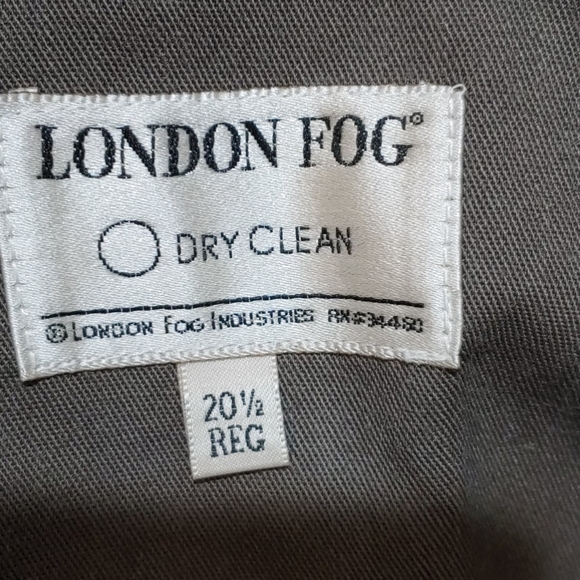 LONDON FOG®
DRY CLEAN
© LONDON FOG INDUSTRIES RN#34480
20½
REG